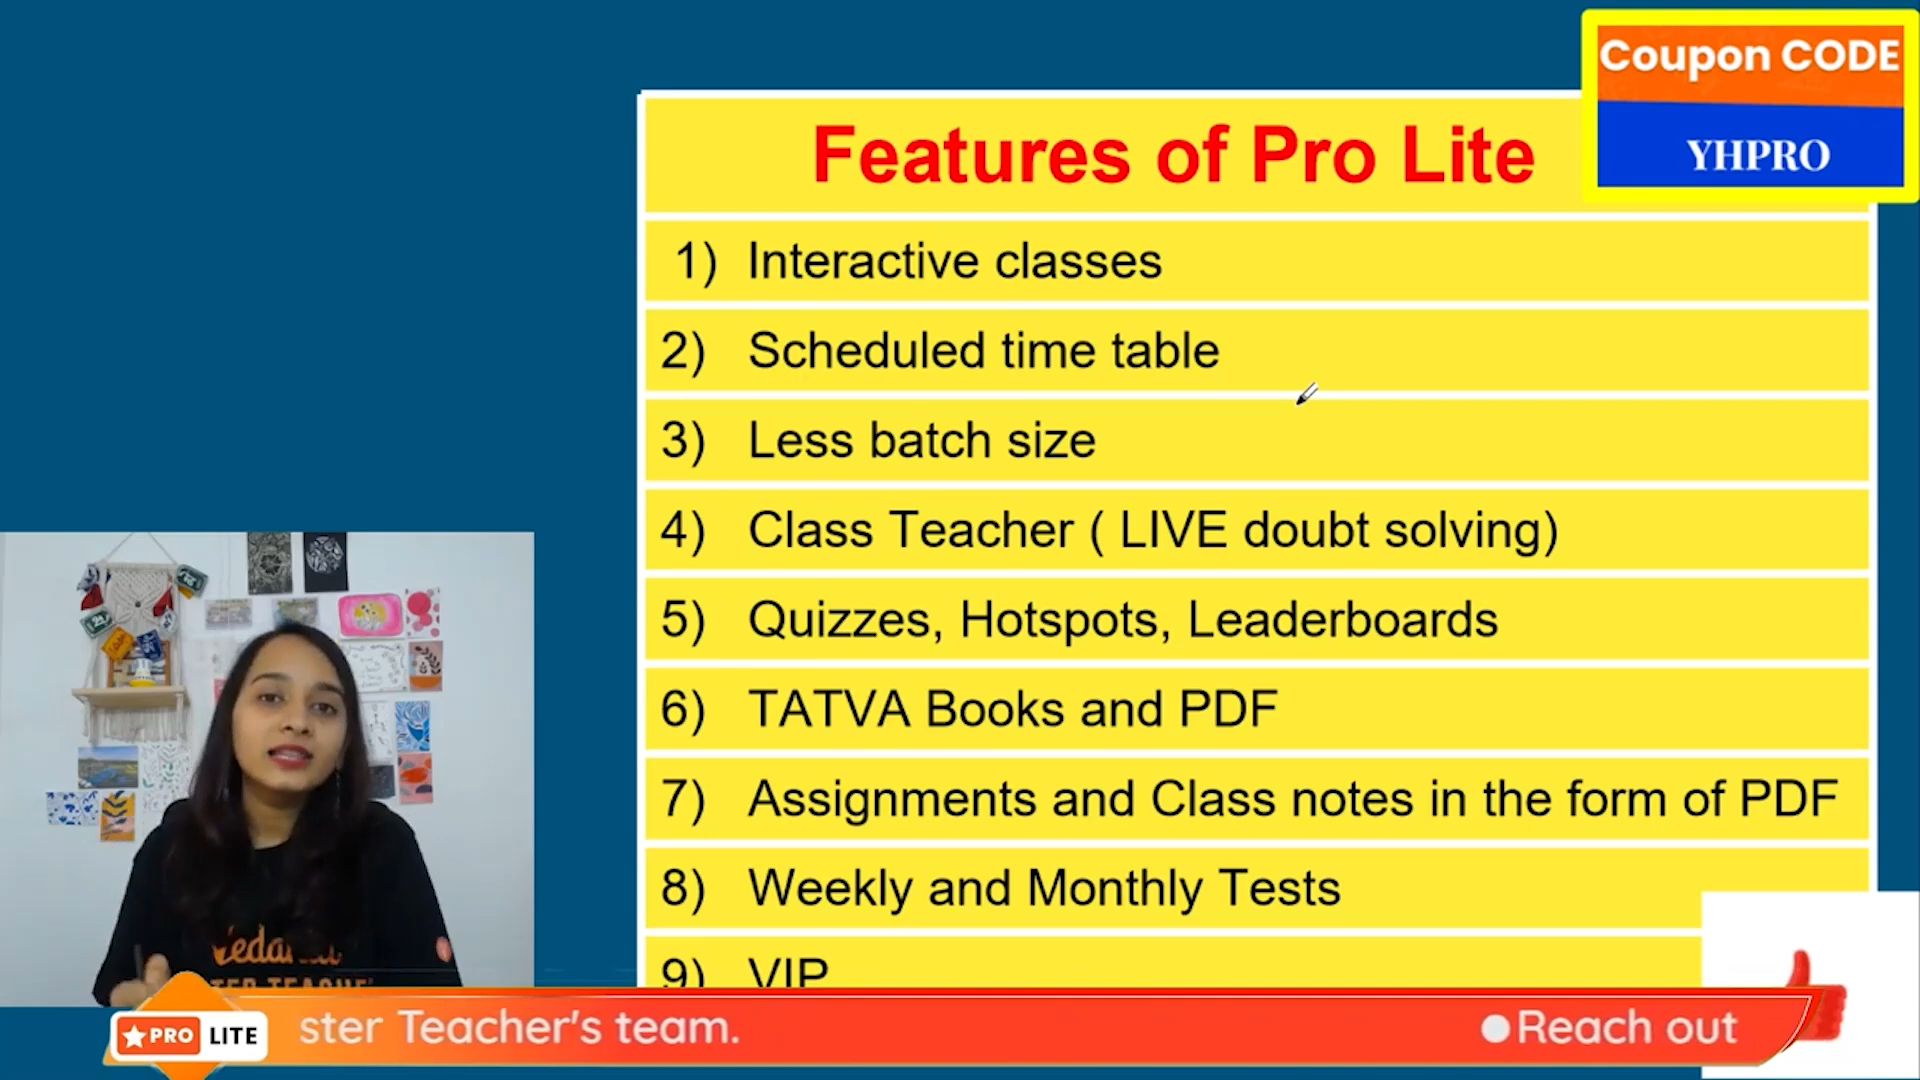 Coupon CODE
YHPRO
Features of Pro Lite
1) Interactive classes
2) Scheduled time table
3) Less batch size
4) Class Teacher ( LIVE doubt solving)
5) Quizzes, Hotspots, Leaderboards
6) TATVA Books and PDF
7) Assignments and Class notes in the form of PDF
8) Weekly and Monthly Tests
9) VIP
PRO LITE
ster Teacher's team.
Reach out